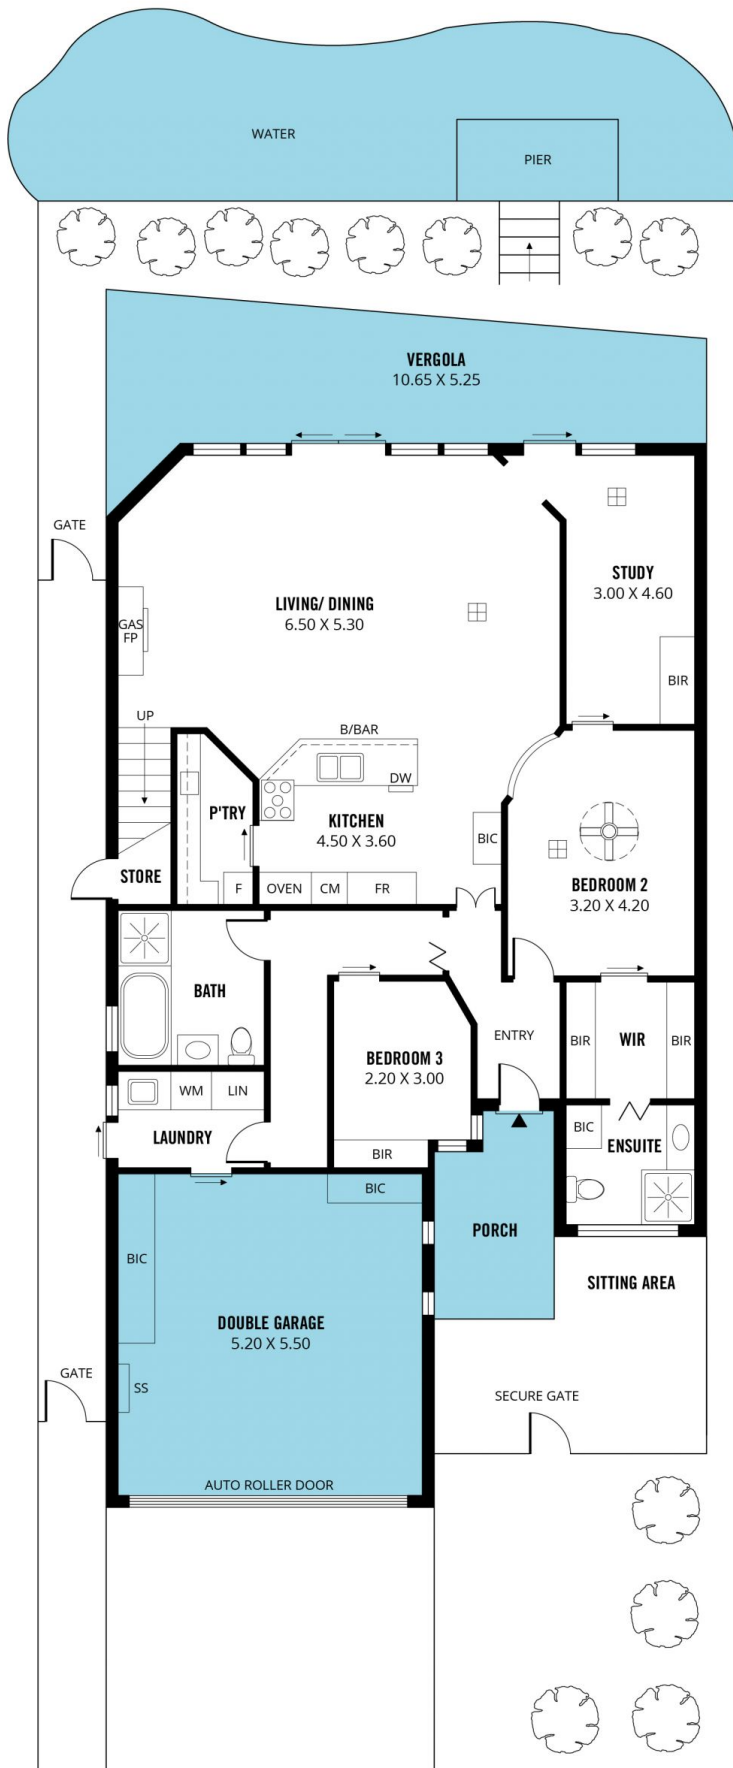 WATER
PIER
VERGOLA
10.65 X 5.25
GATE
LIVING/ DINING
6.50 X 5.30
STUDY
3.00 X 4.60
GAS
FP
BIR
UP
B/BAR
DW
P'TRY
KITCHEN
4.50 X 3.60
BIC
STORE
F
OVEN
CM
FR
BEDROOM 2
3.20 X 4.20
BATH
ENTRY
BIR
WIR
BIR
BEDROOM 3
2.20 X 3.00
WM
LIN
LAUNDRY
BIC
ENSUITE
BIR
BIC
BIC
PORCH
SITTING AREA
DOUBLE GARAGE
5.20 X 5.50
GATE
SS
SECURE GATE
AUTO ROLLER DOOR